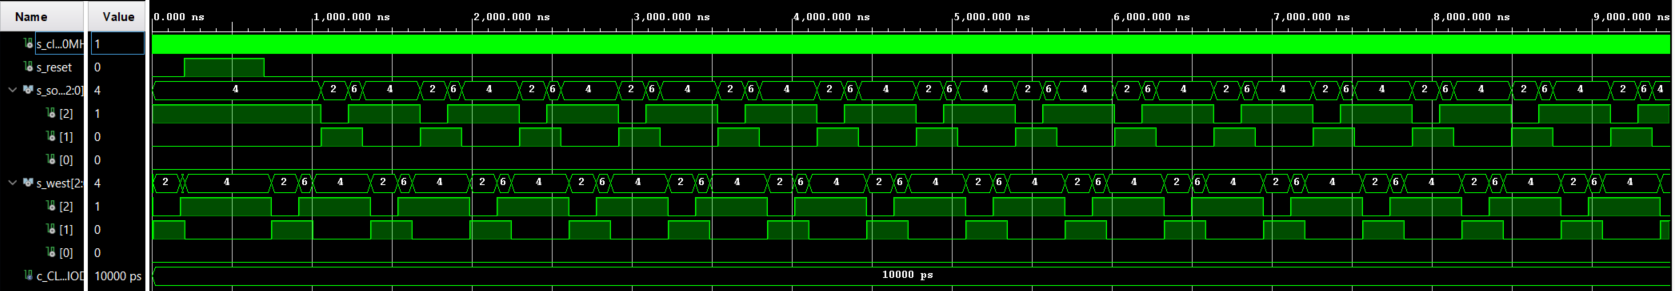 Name Value 0.000 ns 1,000.000 ns 2,000.000 ns 3,000.000 ns 4,000.000 ns 5,000.000 ns 6,000.000 ns 7,000.000 ns 8,000.000 ns 9,000.000 ns
s_cl...0MH 1
s_reset 0
s_so...2:0] 4 4 2 6 4 2 6 4 2 6 4 2 6 4 2 6 4 2 6 4 2 6 4 2 6 4 2 6 4 2 6 4 2 6 4 2 6 4 2 6 4 2 6 4
[2] 1
[1] 0
[0] 0
s_west[2: 4 2 4 2 6 4 2 6 4 2 6 4 2 6 4 2 6 4 2 6 4 2 6 4 2 6 4 2 6 4 2 6 4 2 6 4 2 6 4 2 6 4 2 6 4
[2] 1
[1] 0
[0] 0
c_CL...IOD 10000 ps 10000 ps